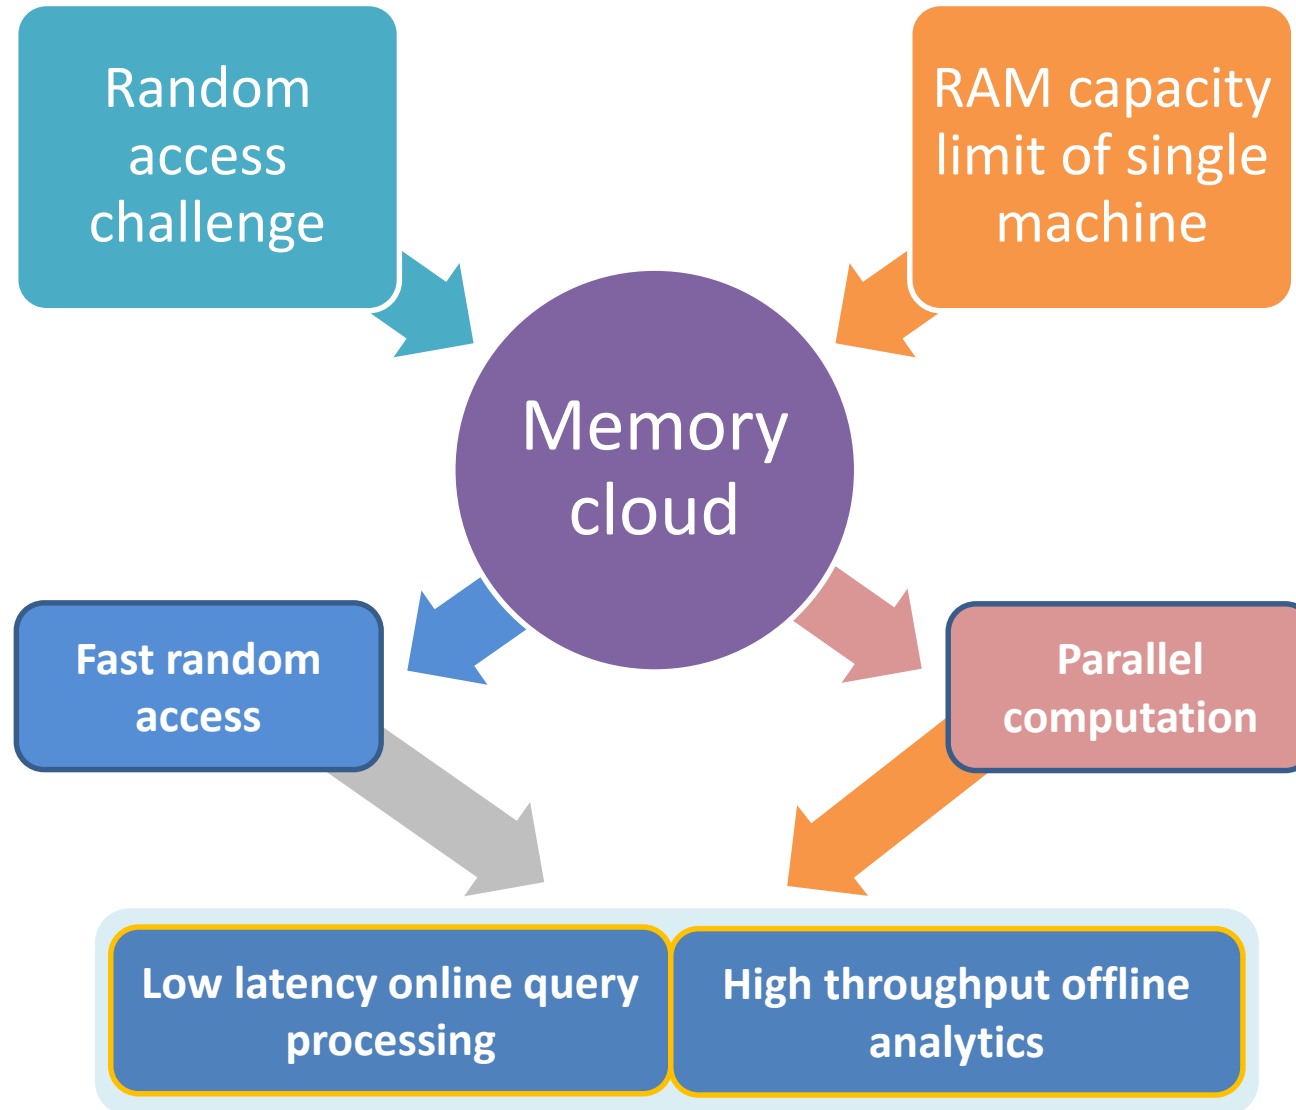 Random
access
challenge
RAM capacity
limit of single
machine
Memory
cloud
Fast random
access
Parallel
computation
Low latency online query
processing
High throughput offline
analytics